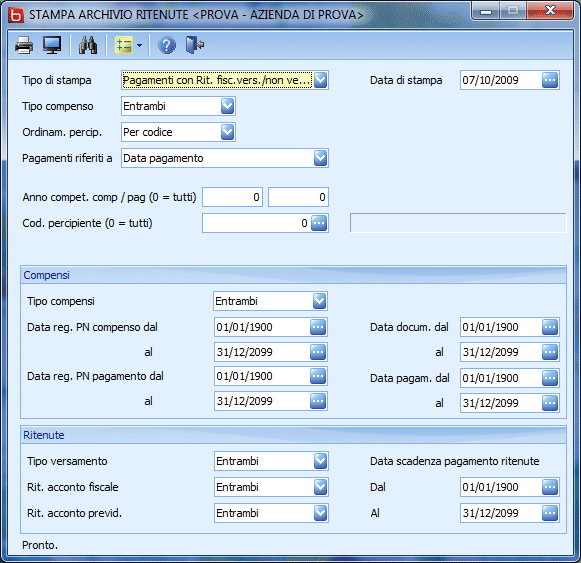 b STAMPA ARCHIVIO RITENUTE <PROVA - AZIENDA DI PROVA>
Tipo di stampa Pagamenti con Rit. fisc.vers./non ve... Data di stampa 07/10/2009 ...
Tipo compenso Entrambi
Ordinam. percip. Per codice
Pagamenti riferiti a Data pagamento
Anno compet. comp / pag (0 = tutti) 0 0
Cod. percipiente (0 = tutti) 0 ...
Compensi
Tipo compensi Entrambi
Data reg. PN compenso dal 01/01/1900 ... Data docum. dal 01/01/1900 ...
al 31/12/2099 ... al 31/12/2099 ...
Data reg. PN pagamento dal 01/01/1900 ... Data pagam. dal 01/01/1900 ...
al 31/12/2099 ... al 31/12/2099 ...
Ritenute
Tipo versamento Entrambi Data scadenza pagamento ritenute
Rit. acconto fiscale Entrambi Dal 01/01/1900 ...
Rit. acconto previd. Entrambi Al 31/12/2099 ...
Pronto.